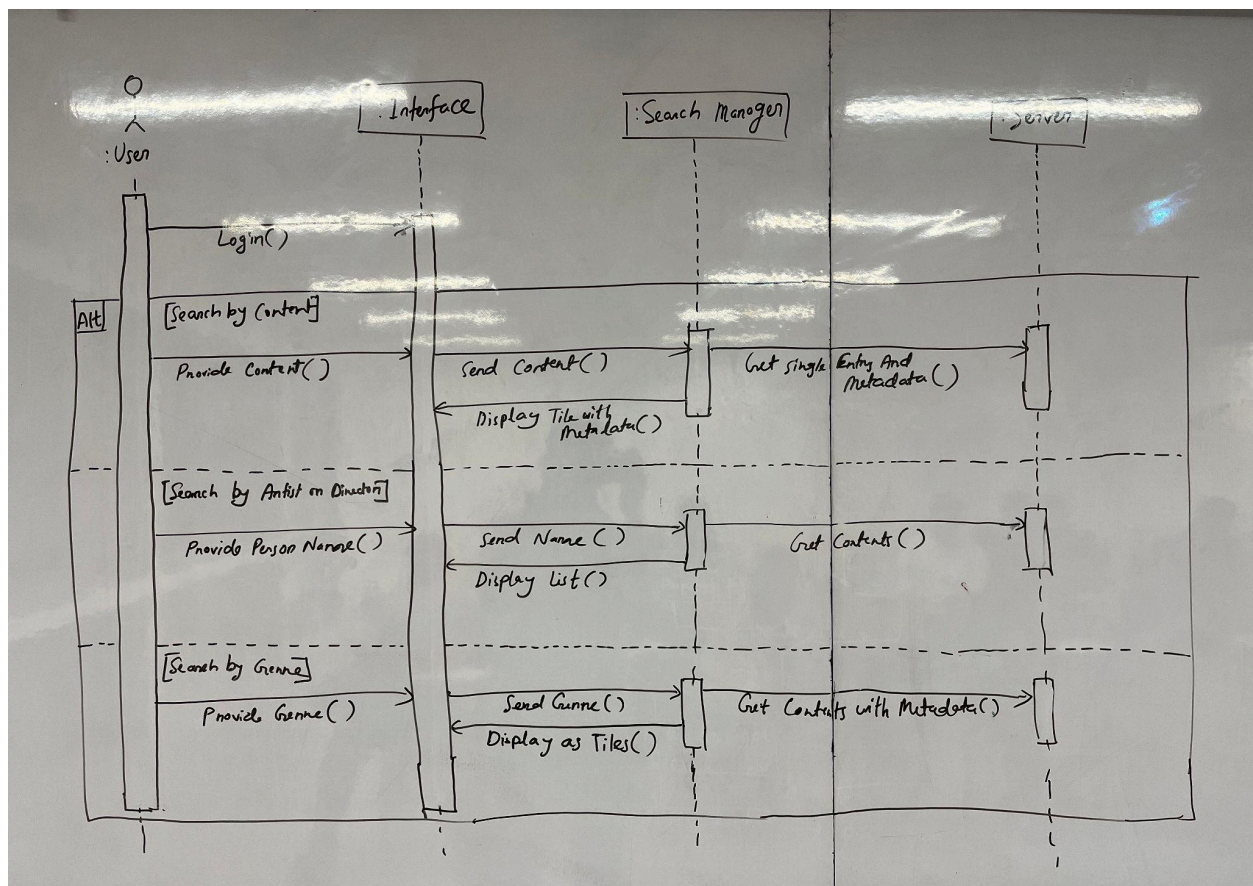 :User
:Interface
:Search Manager
:Server
Login()
Alt
[Search by Content]
Provide Content()
Send Content()
Get Single Entry And
Metadata()
Display Tile with
Metadata()
[Search by Artist or Director]
Provide Person Name()
Send Name()
Get Contents()
Display List()
[Search by Genre]
Provide Genre()
Send Genre()
Get Contents with Metadata()
Display as Tiles()